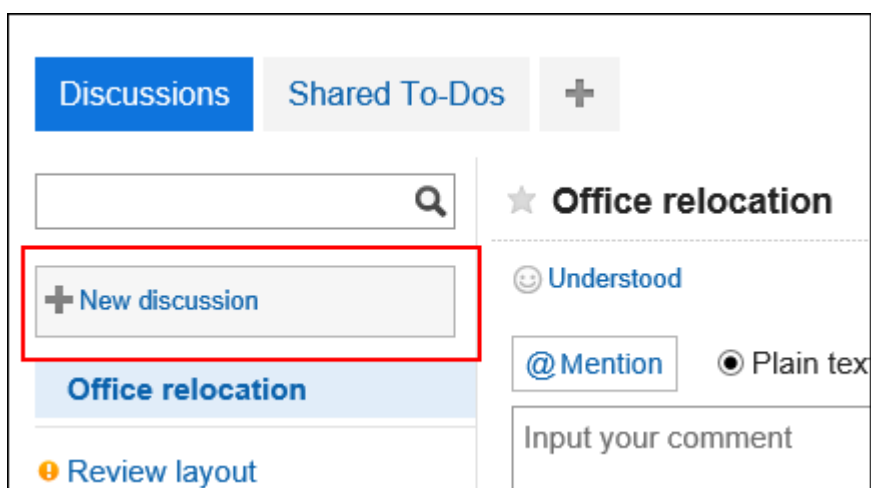 Discussions
Shared To-Dos
New discussion
Office relocation
Review layout
Office relocation
Understood
@Mention
Plain tex
Input your comment